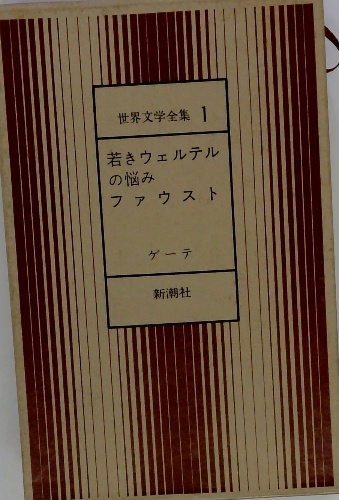 世界文学全集 1
若きウェルテル
の悩み
ファウスト
ゲーテ
新潮社